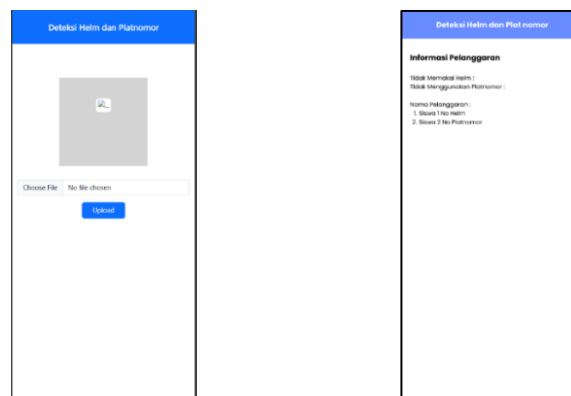 Deteksi Helm dan Platnomor
Choose File No file chosen
Upload
Deteksi Helm dan Plat nomor
Informasi Pelanggaran
Tidak Memakai Helm :
Tidak Menggunakan Platnomor :
Nama Pelanggaran :
1. Siswa 1 No Helm
2. Siswa 2 No Platnomor